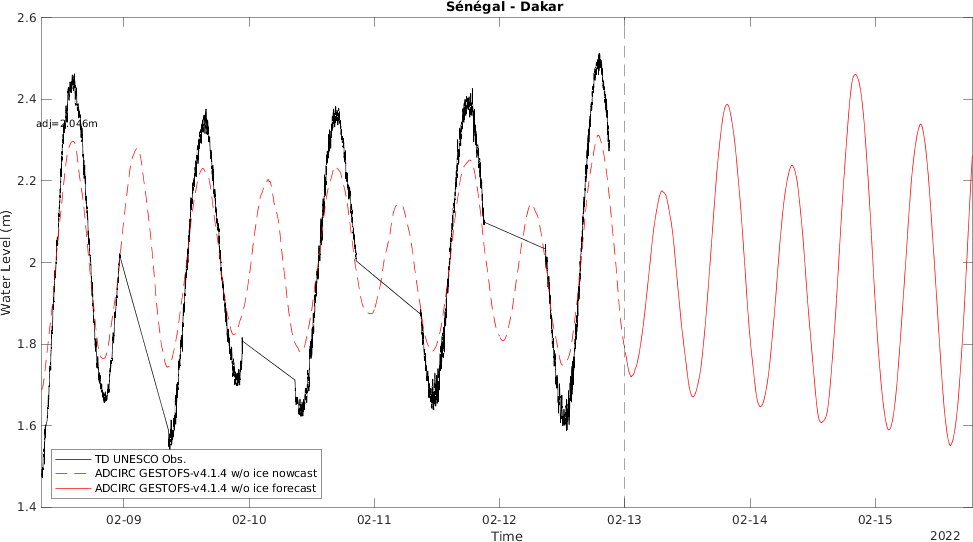 Sénégal - Dakar
2.6
2.4
adj=2.046m
2.2
2
1.8
1.6
1.4
Water Level (m)
TD UNESCO Obs.
ADCIRC GESTOFS-v4.1.4 w/o ice nowcast
ADCIRC GESTOFS-v4.1.4 w/o ice forecast
02-09 02-10 02-11 02-12 02-13 02-14 02-15
Time
2022